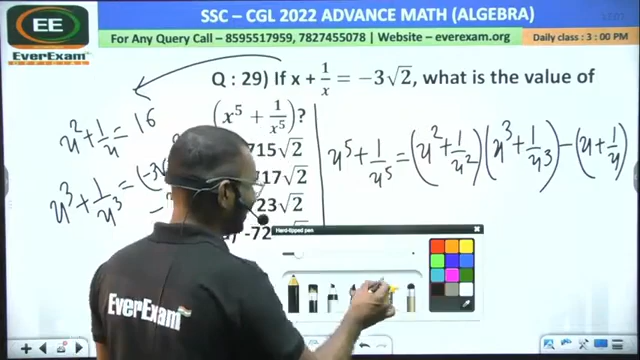 EE
EverExam
OFFICIAL
SSC – CGL 2022 ADVANCE MATH (ALGEBRA)
For Any Query Call – 8595517959, 7827455078 | Website – everexam.org
Daily class : 3 : 00 PM
Q : 29) If x + 1/x = −3√2, what is the value of
(x⁵ + 1/x⁵)?
715√2
717√2
23√2
-72
x² + 1/x = 16
x³ + 1/x³ = (−3
x⁵ + 1/x⁵ = (x² + 1/x²) (x³ + 1/x³) − (x + 1/x)
Hard-tipped pen
EverExam